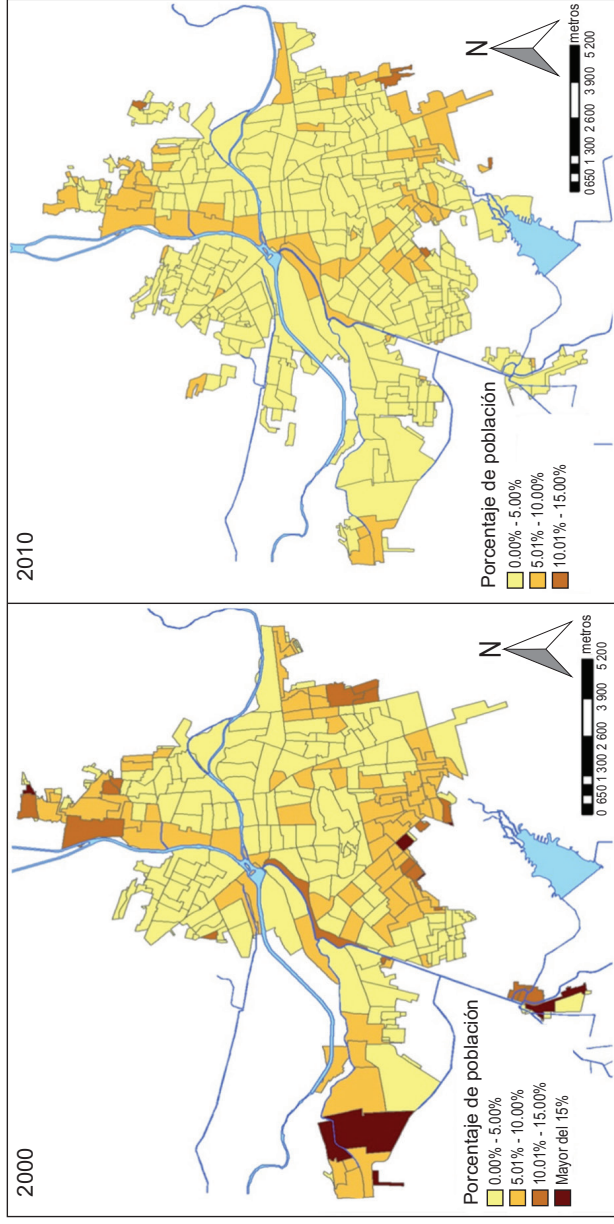 2000
Porcentaje de población
0.00% - 5.00%
5.01% - 10.00%
10.01% - 15.00%
Mayor del 15%
N
0 650 1 300 2 600 3 900 5 200
metros
2010
Porcentaje de población
0.00% - 5.00%
5.01% - 10.00%
10.01% - 15.00%
N
0 650 1 300 2 600 3 900 5 200
metros